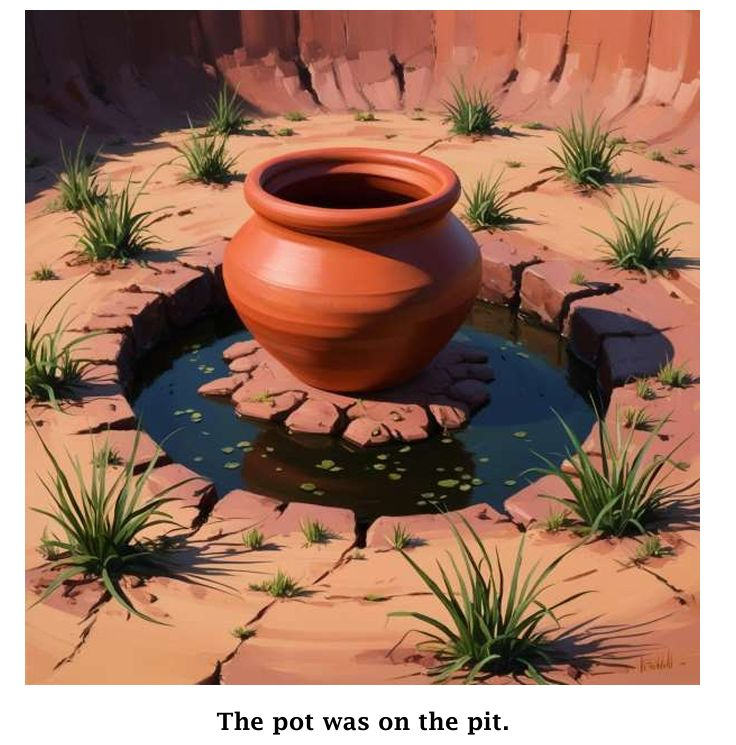 The pot was on the pit.